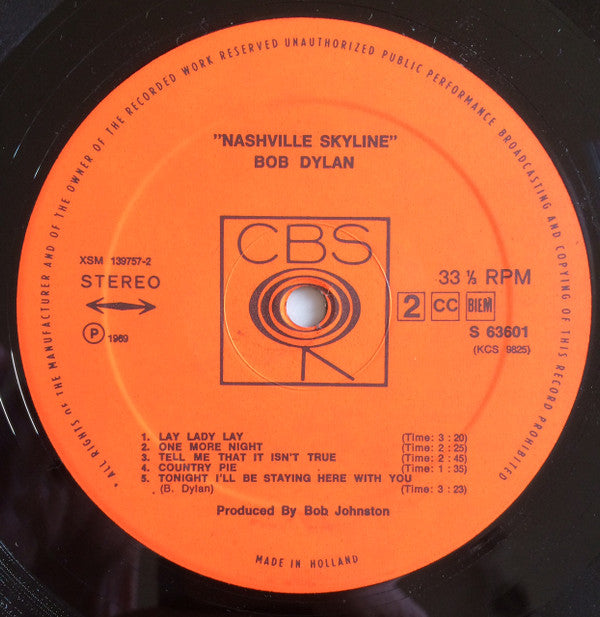 * ALL RIGHTS OF THE MANUFACTURER AND OF THE OWNER OF THE RECORDED WORK RESERVED UNAUTHORIZED PUBLIC PERFORMANCE BROADCASTING AND COPYING OF THIS RECORD PROHIBITED
"NASHVILLE SKYLINE"
BOB DYLAN
CBS
XSM 139757-2
STEREO
P 1969
33 ⅓ RPM
2 CC BIEM
S 63601
(KCS 9825)
1. LAY LADY LAY (Time: 3 : 20)
2. ONE MORE NIGHT (Time: 2 : 25)
3. TELL ME THAT IT ISN'T TRUE (Time: 2 : 45)
4. COUNTRY PIE (Time: 1 : 35)
5. TONIGHT I'LL BE STAYING HERE WITH YOU
(B. Dylan) (Time: 3 : 23)
Produced By Bob Johnston
MADE IN HOLLAND